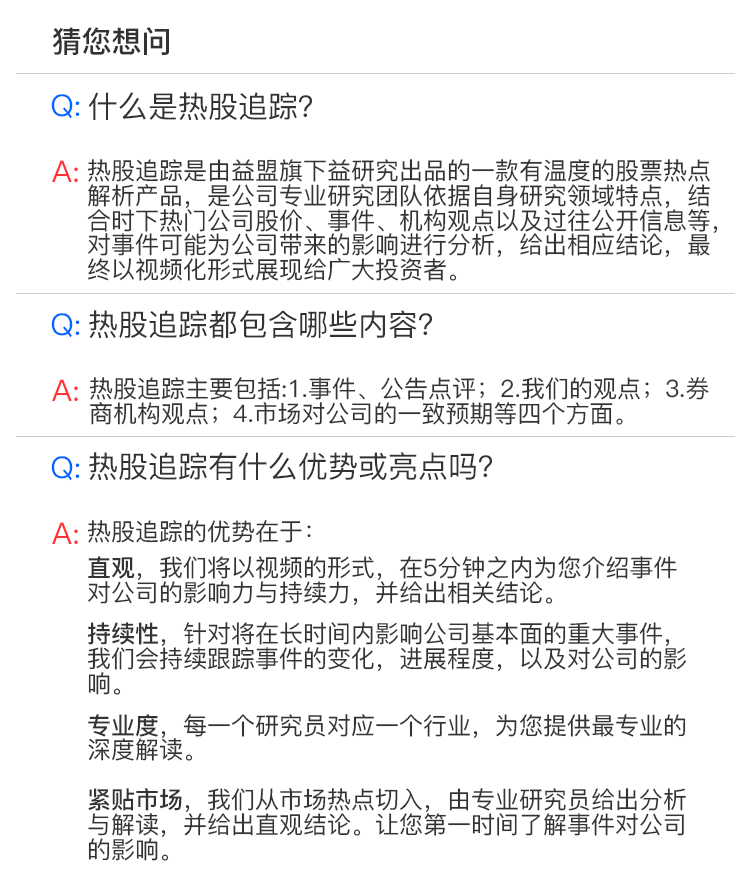 猜您想问
Q: 什么是热股追踪？
A: 热股追踪是由益盟旗下益研究出品的一款有温度的股票热点
解析产品，是公司专业研究团队依据自身研究领域特点，结
合时下热门公司股价、事件、机构观点以及过往公开信息等，
对事件可能为公司带来的影响进行分析，给出相应结论，最
终以视频化形式展现给广大投资者。
Q: 热股追踪都包含哪些内容？
A: 热股追踪主要包括:1.事件、公告点评；2.我们的观点；3.券
商机构观点；4.市场对公司的一致预期等四个方面。
Q: 热股追踪有什么优势或亮点吗？
A: 热股追踪的优势在于：
直观，我们将以视频的形式，在5分钟之内为您介绍事件
对公司的影响力与持续力，并给出相关结论。
持续性，针对将在长时间内影响公司基本面的重大事件，
我们会持续跟踪事件的变化，进展程度，以及对公司的影
响。
专业度，每一个研究员对应一个行业，为您提供最专业的
深度解读。
紧贴市场，我们从市场热点切入，由专业研究员给出分析
与解读，并给出直观结论。让您第一时间了解事件对公司
的影响。